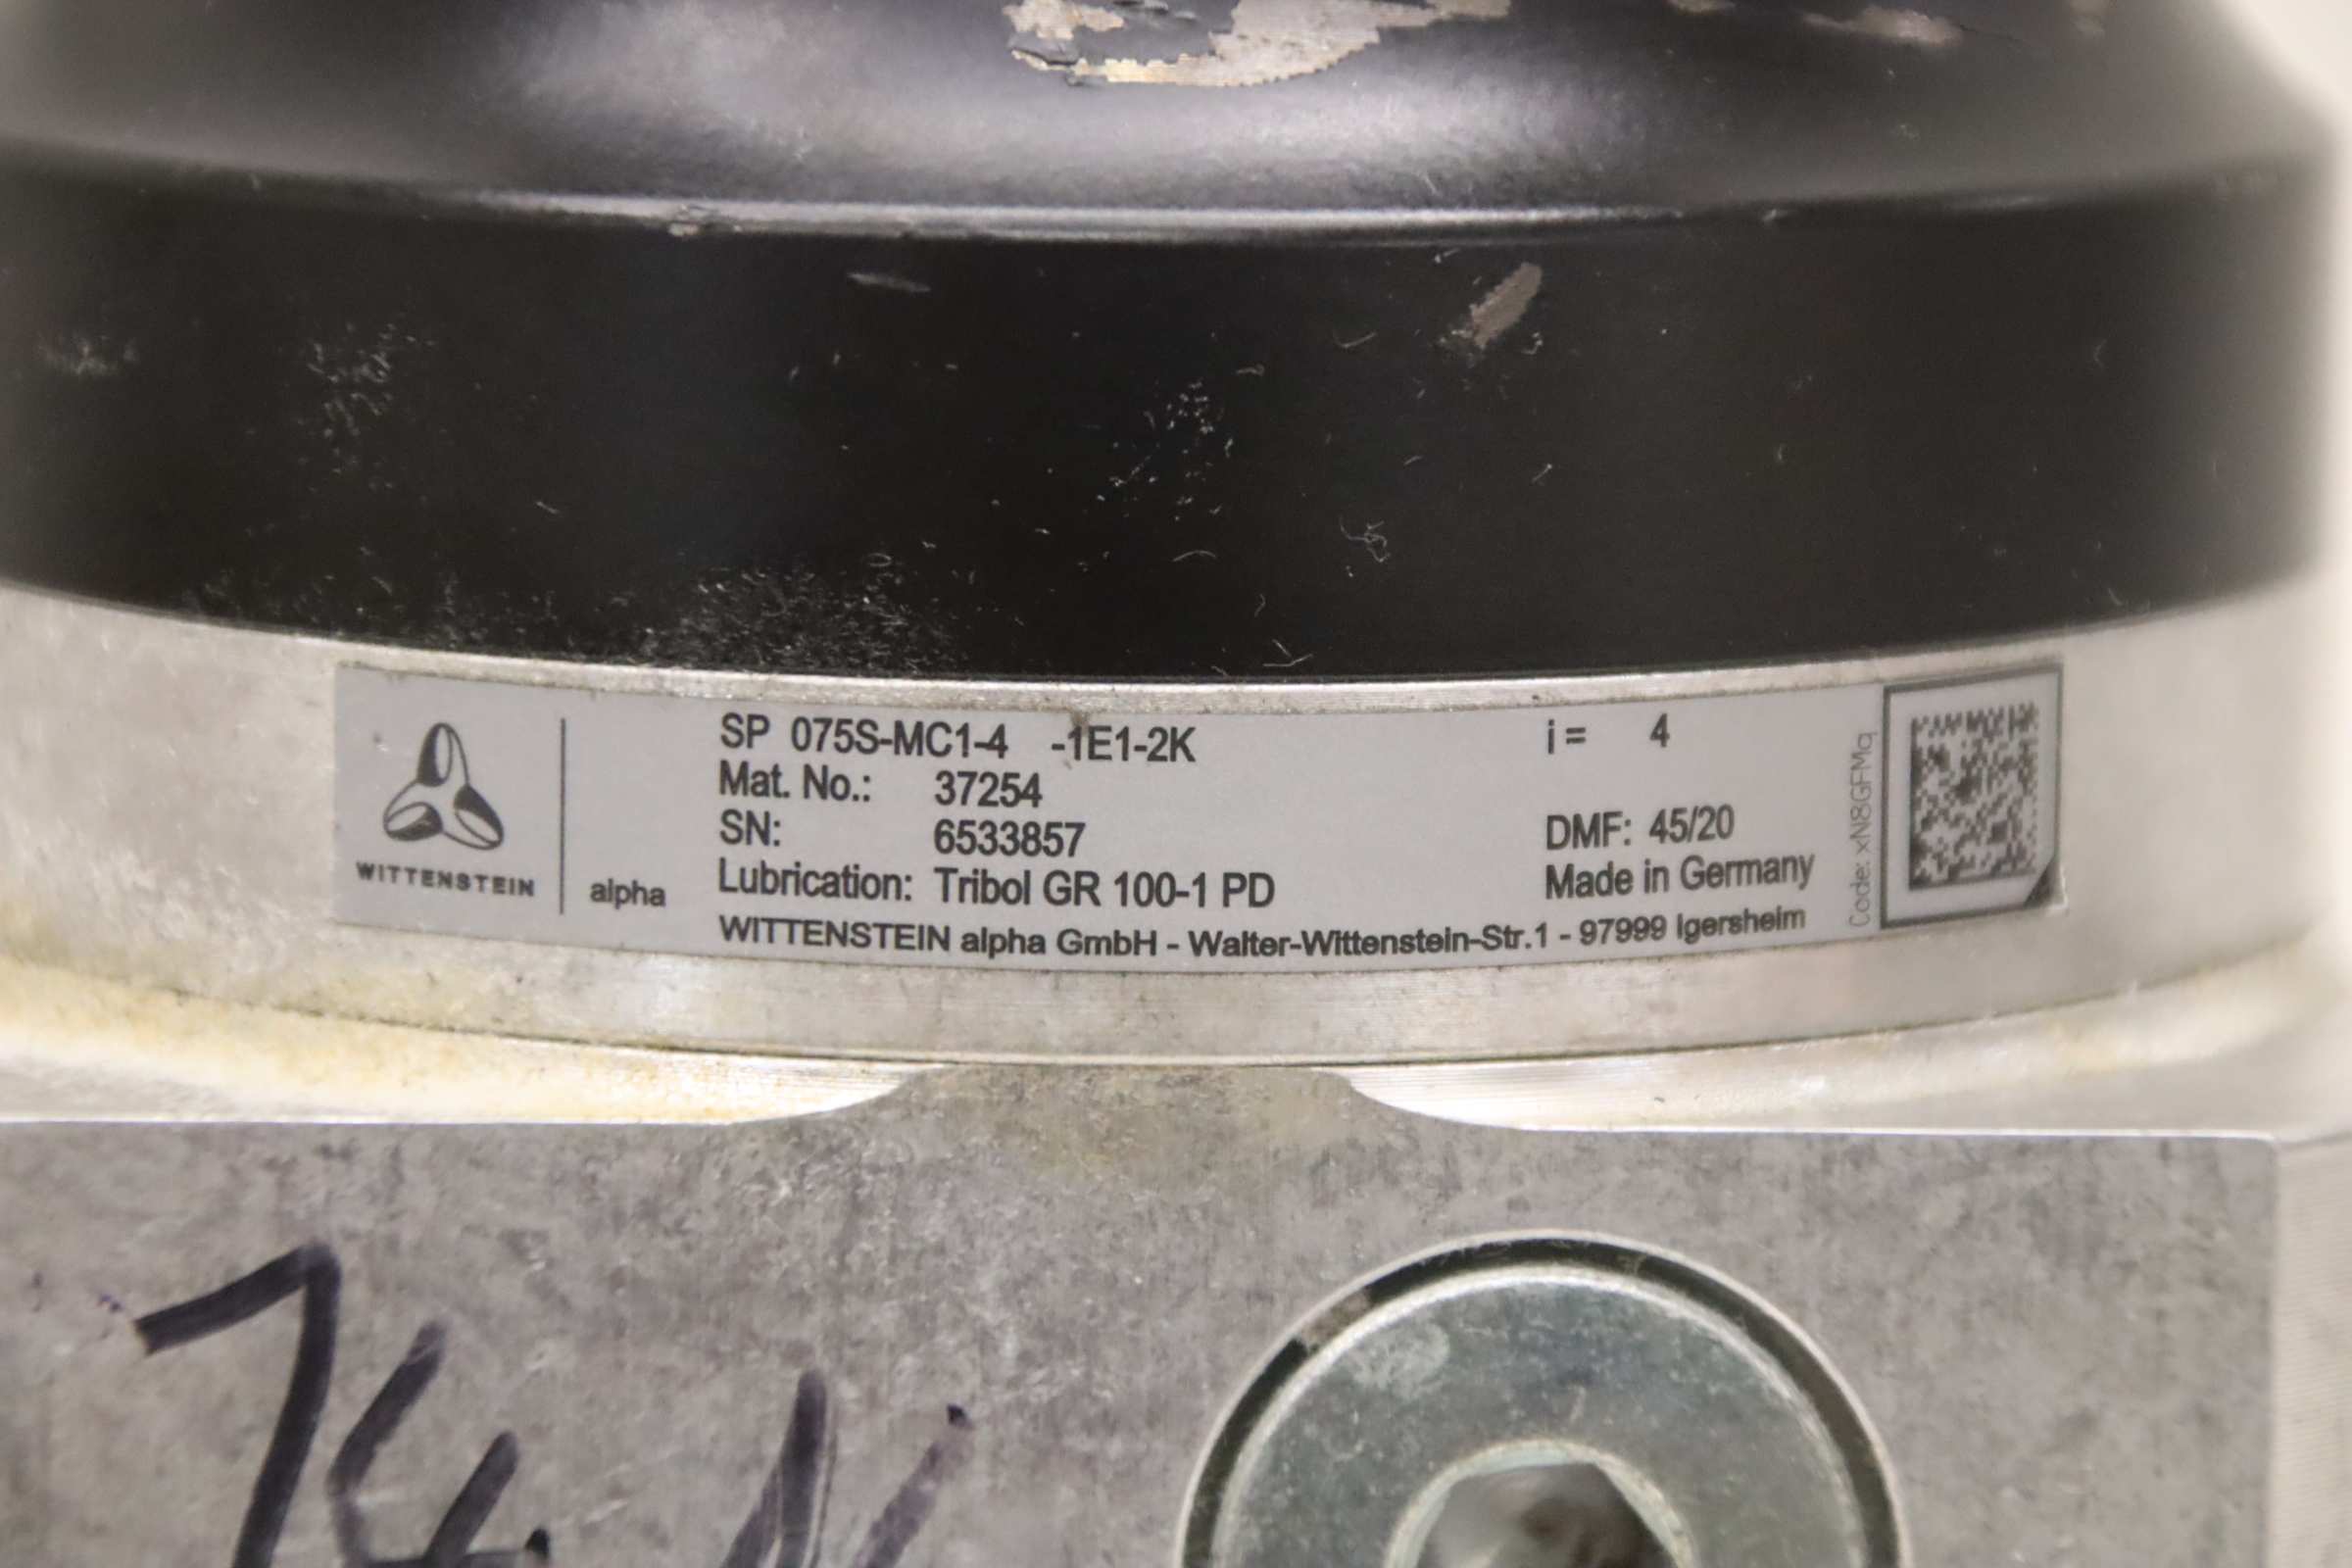 SP 075S-MC1-4 -1E1-2K i= 4
Mat. No.: 37254
SN: 6533857 DMF: 45/20
Lubrication: Tribol GR 100-1 PD Made in Germany
WITTENSTEIN alpha GmbH - Walter-Wittenstein-Str.1 - 97999 Igersheim
WITTENSTEIN
alpha
Code: xN8GFMq